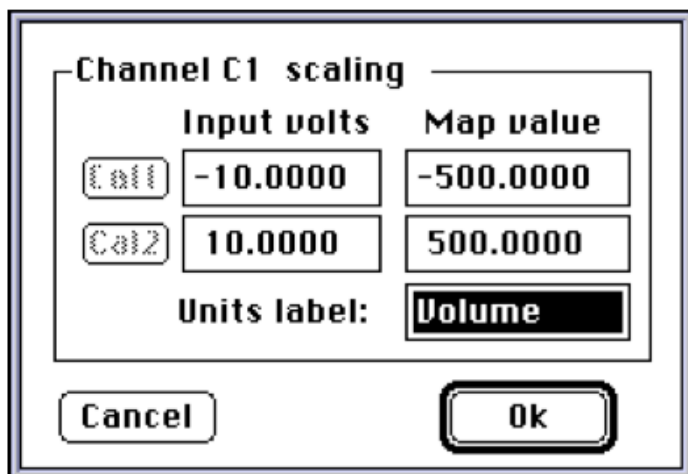 Channel C1 scaling
Input volts Map value
Cal1 -10.0000 -500.0000
Cal2 10.0000 500.0000
Units label: Volume
Cancel Ok